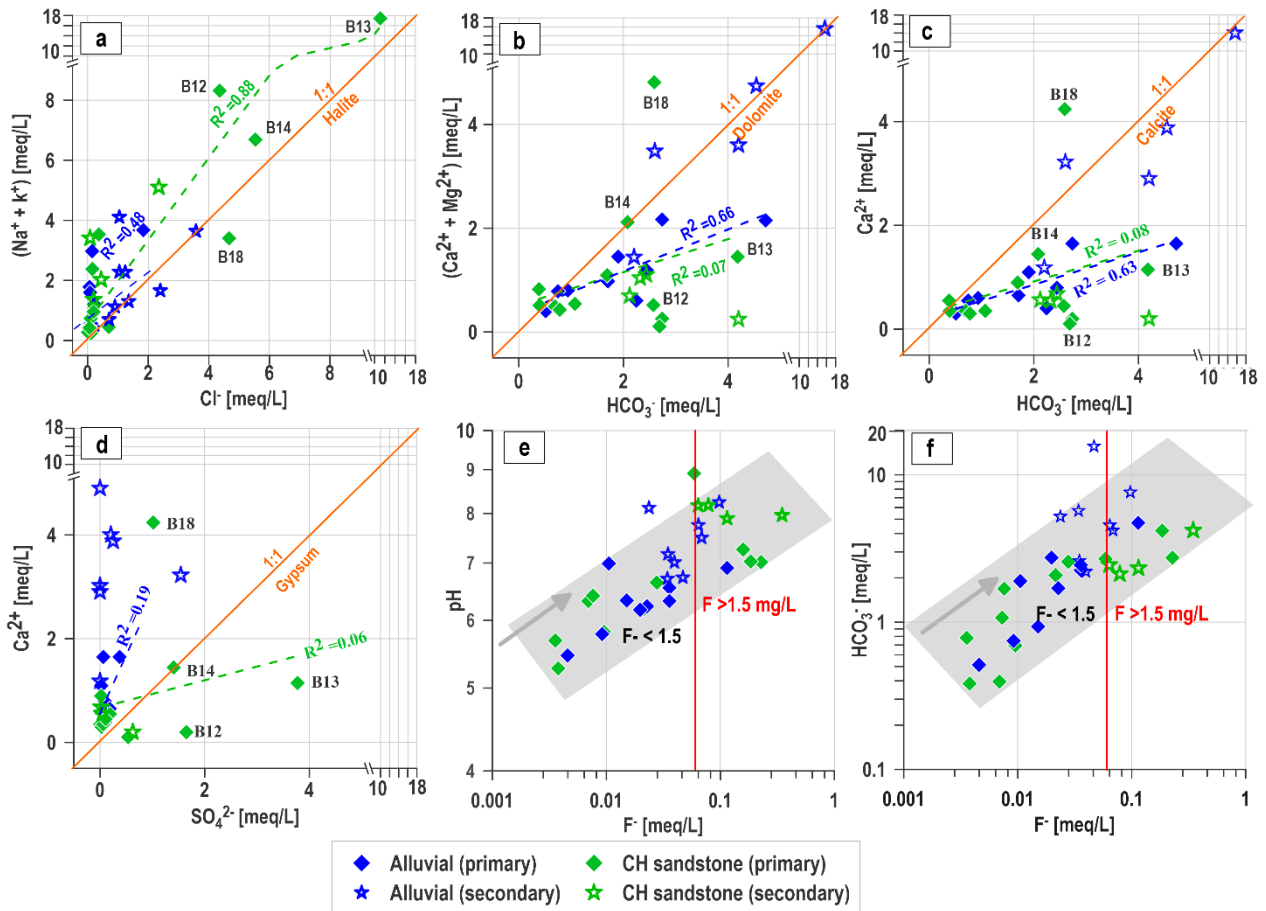 a
18
10
8
6
4
2
0
(Na⁺ + k⁺) [meq/L]
B13
B12
B14
B18
R²=0.88
R² =0.48
1:1
Halite
0 2 4 6 8 10 18
Cl⁻ [meq/L]
b
18
10
4
2
0
(Ca²⁺ + Mg²⁺) [meq/L]
B18
B14
B13
B12
1:1
Dolomite
R² =0.66
R² =0.07
0 2 4 10 18
HCO₃⁻ [meq/L]
c
18
10
4
2
0
Ca²⁺ [meq/L]
B18
B14
B13
B12
1:1
Calcite
R² = 0.08
R² = 0.63
0 2 4 10 18
HCO₃⁻ [meq/L]
d
18
10
4
2
0
Ca²⁺ [meq/L]
B18
B14
B13
B12
1:1
Gypsum
R² =0.19
R² =0.06
0 2 4 10 18
SO₄²⁻ [meq/L]
e
10
9
8
7
6
5
4
pH
F- < 1.5
F >1.5 mg/L
0.001 0.01 0.1 1
F⁻ [meq/L]
f
20
10
1
0.1
HCO₃⁻ [meq/L]
F- < 1.5
F >1.5 mg/L
0.001 0.01 0.1 1
F⁻ [meq/L]
Alluvial (primary)
CH sandstone (primary)
Alluvial (secondary)
CH sandstone (secondary)